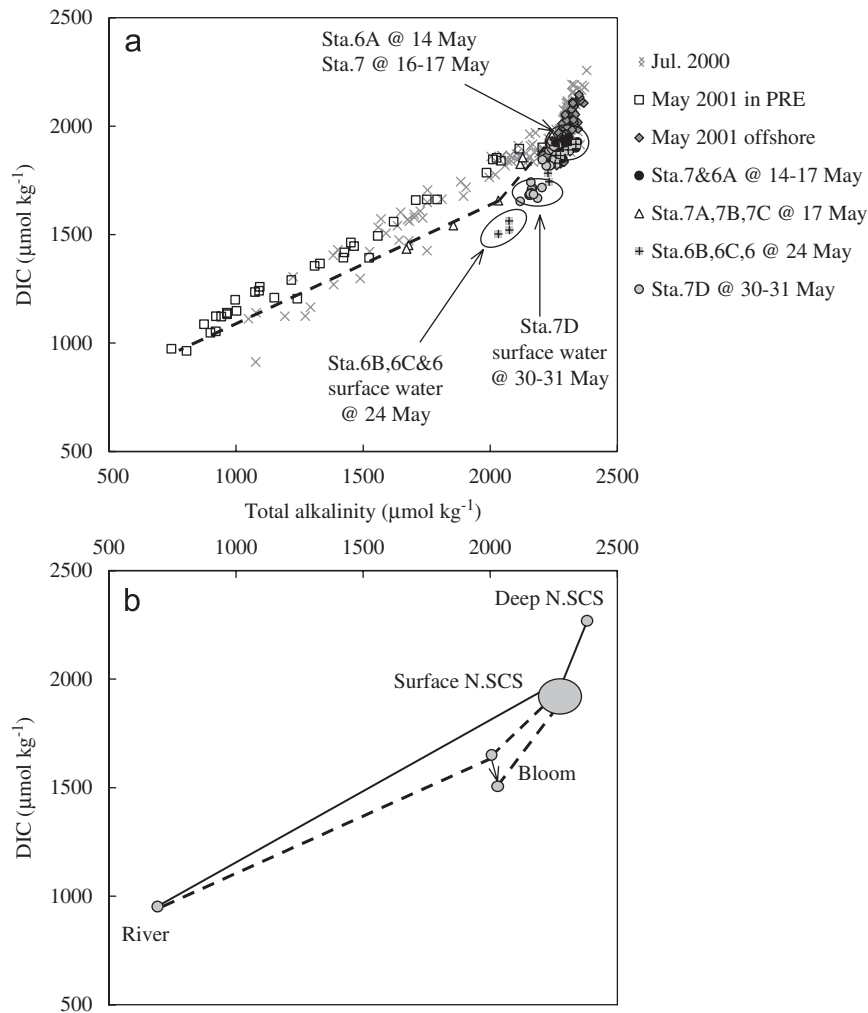 a
2500
2000
1500
1000
500
DIC (μmol kg-1)
Sta.6A @ 14 May
Sta.7 @ 16-17 May
Sta.6B,6C&6
surface water
@ 24 May
Sta.7D
surface water
@ 30-31 May
500 1000 1500 2000 2500
Total alkalinity (μmol kg-1)
Jul. 2000
May 2001 in PRE
May 2001 offshore
Sta.7&6A @ 14-17 May
Sta.7A,7B,7C @ 17 May
Sta.6B,6C,6 @ 24 May
Sta.7D @ 30-31 May
500 1000 1500 2000 2500
b
2500
2000
1500
1000
500
DIC (μmol kg-1)
Deep N.SCS
Surface N.SCS
Bloom
River